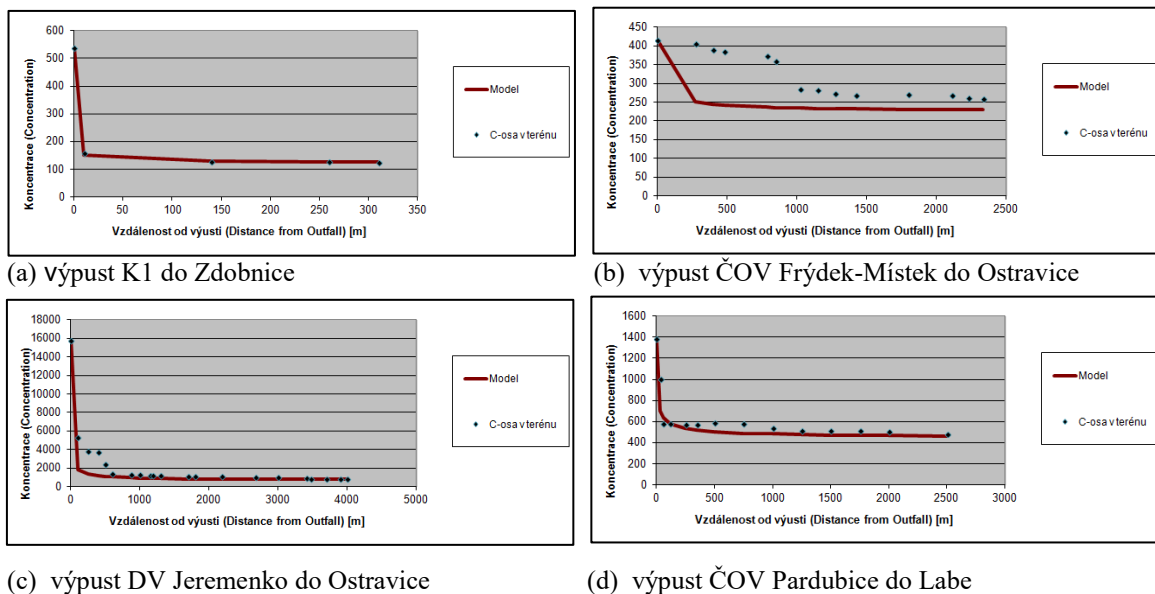 600
500
400
300
200
100
0
Koncentrace (Concentration)
0 50 100 150 200 250 300 350
Vzdálenost od výusti (Distance from Outfall) [m]
Model
C-osa v terénu
450
400
350
300
250
200
150
100
50
0
Koncentrace (Concentration)
0 500 1000 1500 2000 2500
Vzdálenost od výusti (Distance from Outfall) [m]
Model
C-osa v terénu
(a) výpust K1 do Zdobnice
(b) výpust ČOV Frýdek-Místek do Ostravice
18000
16000
14000
12000
10000
8000
6000
4000
2000
0
Koncentrace (Concentration)
0 1000 2000 3000 4000 5000
Vzdálenost od výusti (Distance from Outfall) [m]
Model
C-osa v terénu
1600
1400
1200
1000
800
600
400
200
0
Koncentrace (Concentration)
0 500 1000 1500 2000 2500 3000
Vzdálenost od výusti (Distance from Outfall) [m]
Model
C-osa v terénu
(c) výpust DV Jeremenko do Ostravice
(d) výpust ČOV Pardubice do Labe